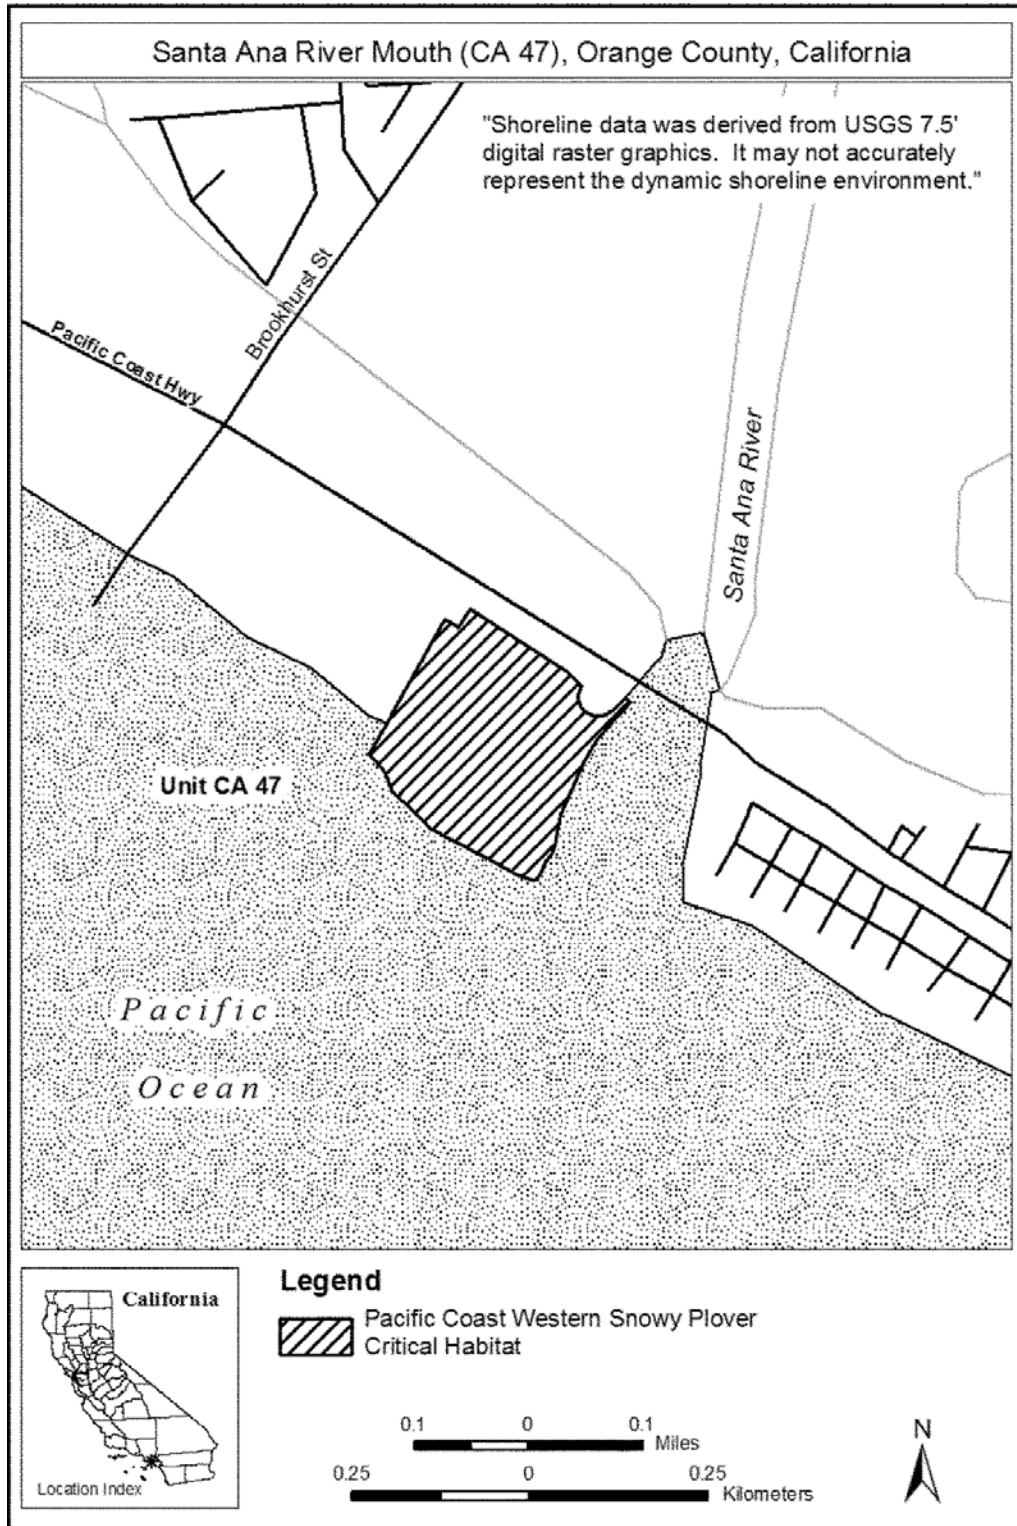 Santa Ana River Mouth (CA 47), Orange County, California
"Shoreline data was derived from USGS 7.5'
digital raster graphics. It may not accurately
represent the dynamic shoreline environment."
Brookhurst St
Pacific Coast Hwy
Santa Ana River
Unit CA 47
Pacific
Ocean
California
Location Index
Legend
Pacific Coast Western Snowy Plover
Critical Habitat
0.1 0 0.1
Miles
0.25 0 0.25
Kilometers
N